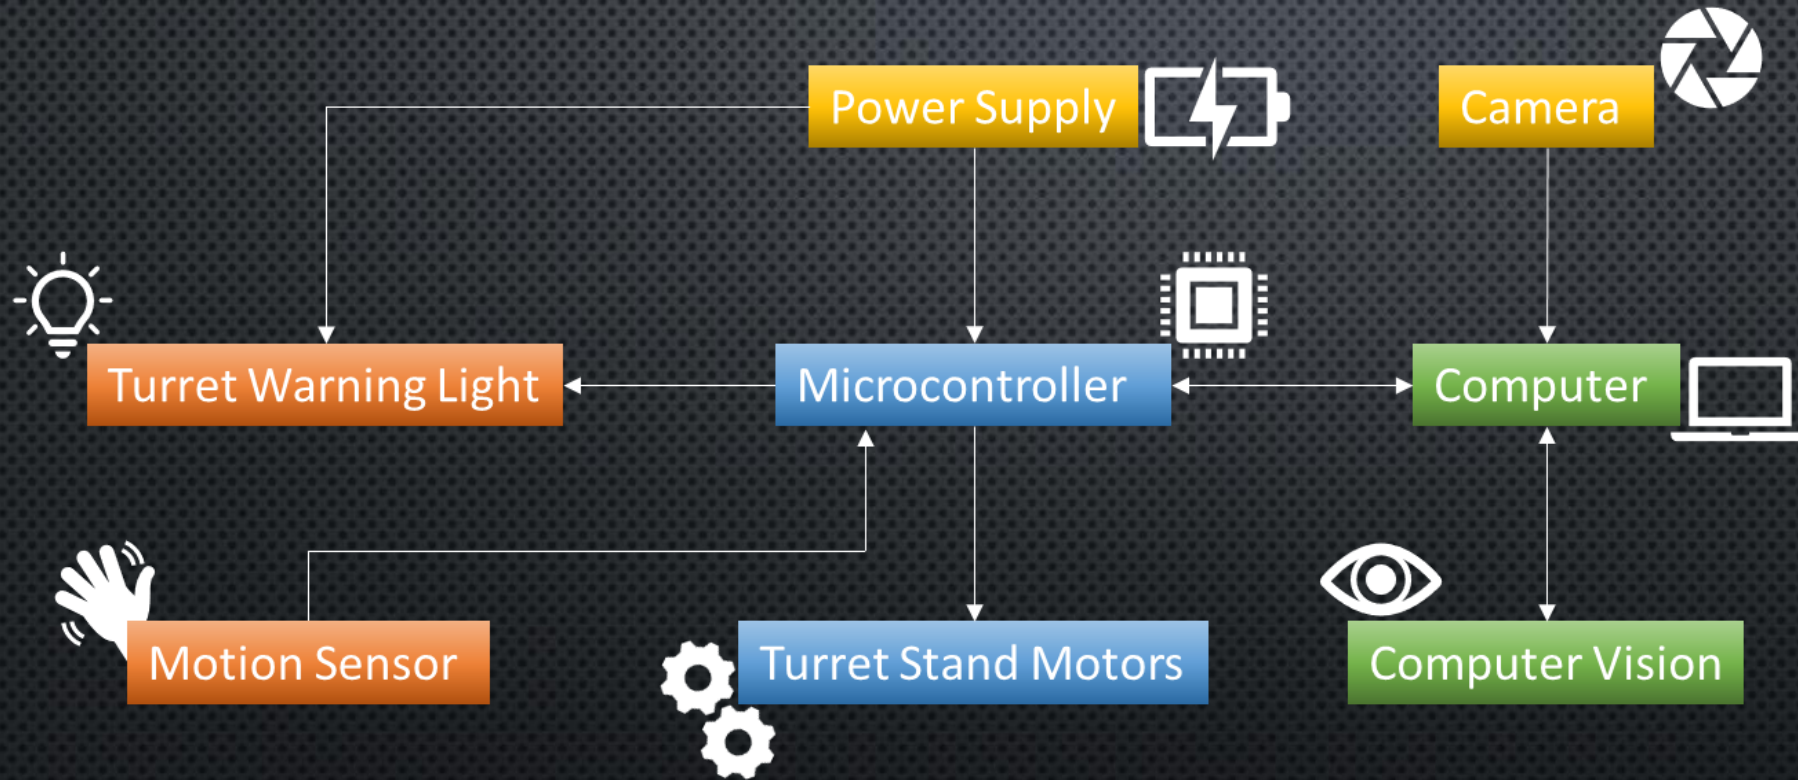 Power Supply
Camera
Turret Warning Light
Microcontroller
Computer
Motion Sensor
Turret Stand Motors
Computer Vision